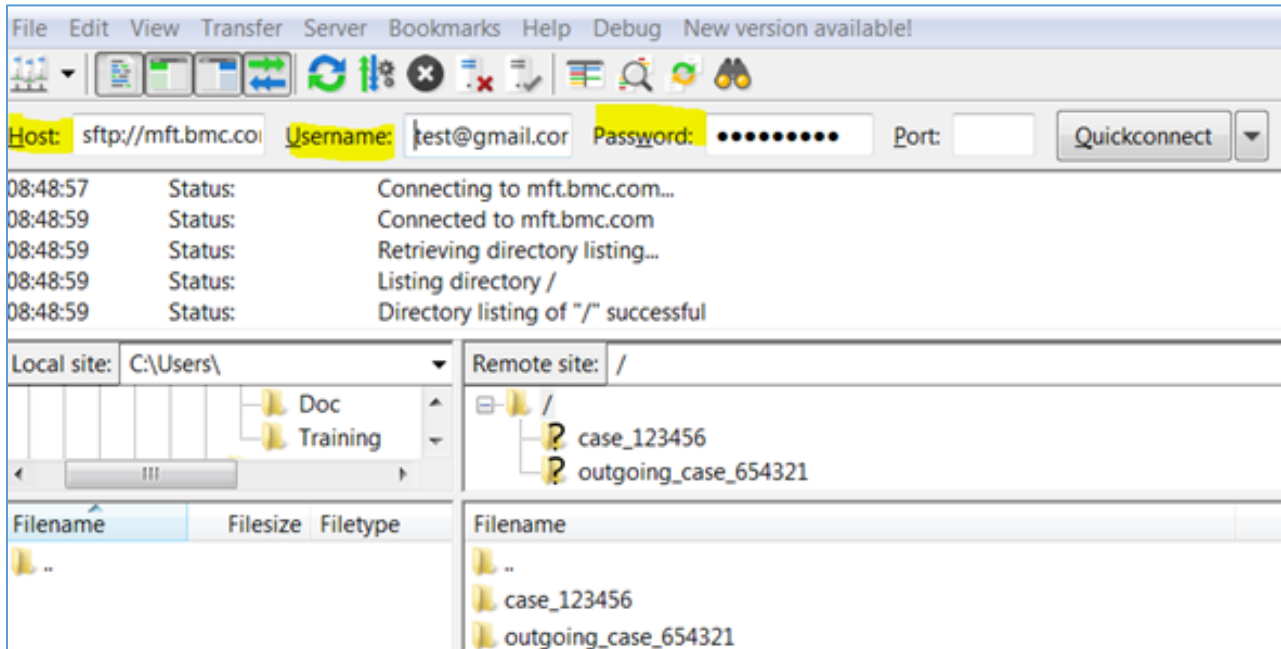 File Edit View Transfer Server Bookmarks Help Debug New version available!
Host: sftp://mft.bmc.co Username: test@gmail.cor Password: ●●●●●●●●● Port: Quickconnect
08:48:57 Status: Connecting to mft.bmc.com...
08:48:59 Status: Connected to mft.bmc.com
08:48:59 Status: Retrieving directory listing...
08:48:59 Status: Listing directory /
08:48:59 Status: Directory listing of "/" successful
Local site: C:\Users\ Remote site: /
Doc
Training
/
case_123456
outgoing_case_654321
Filename Filesize Filetype
..
Filename
..
case_123456
outgoing_case_654321